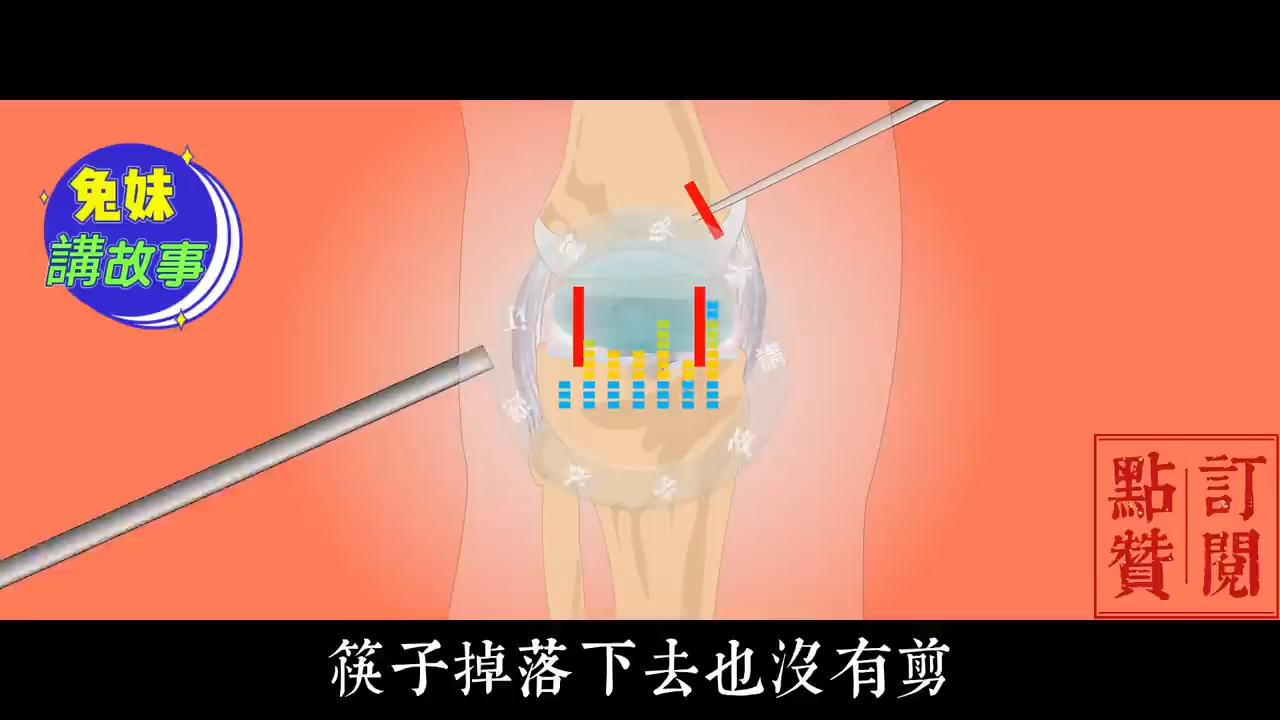 兔妹
講故事
訂閱
點贊
筷子掉落下去也沒有剪